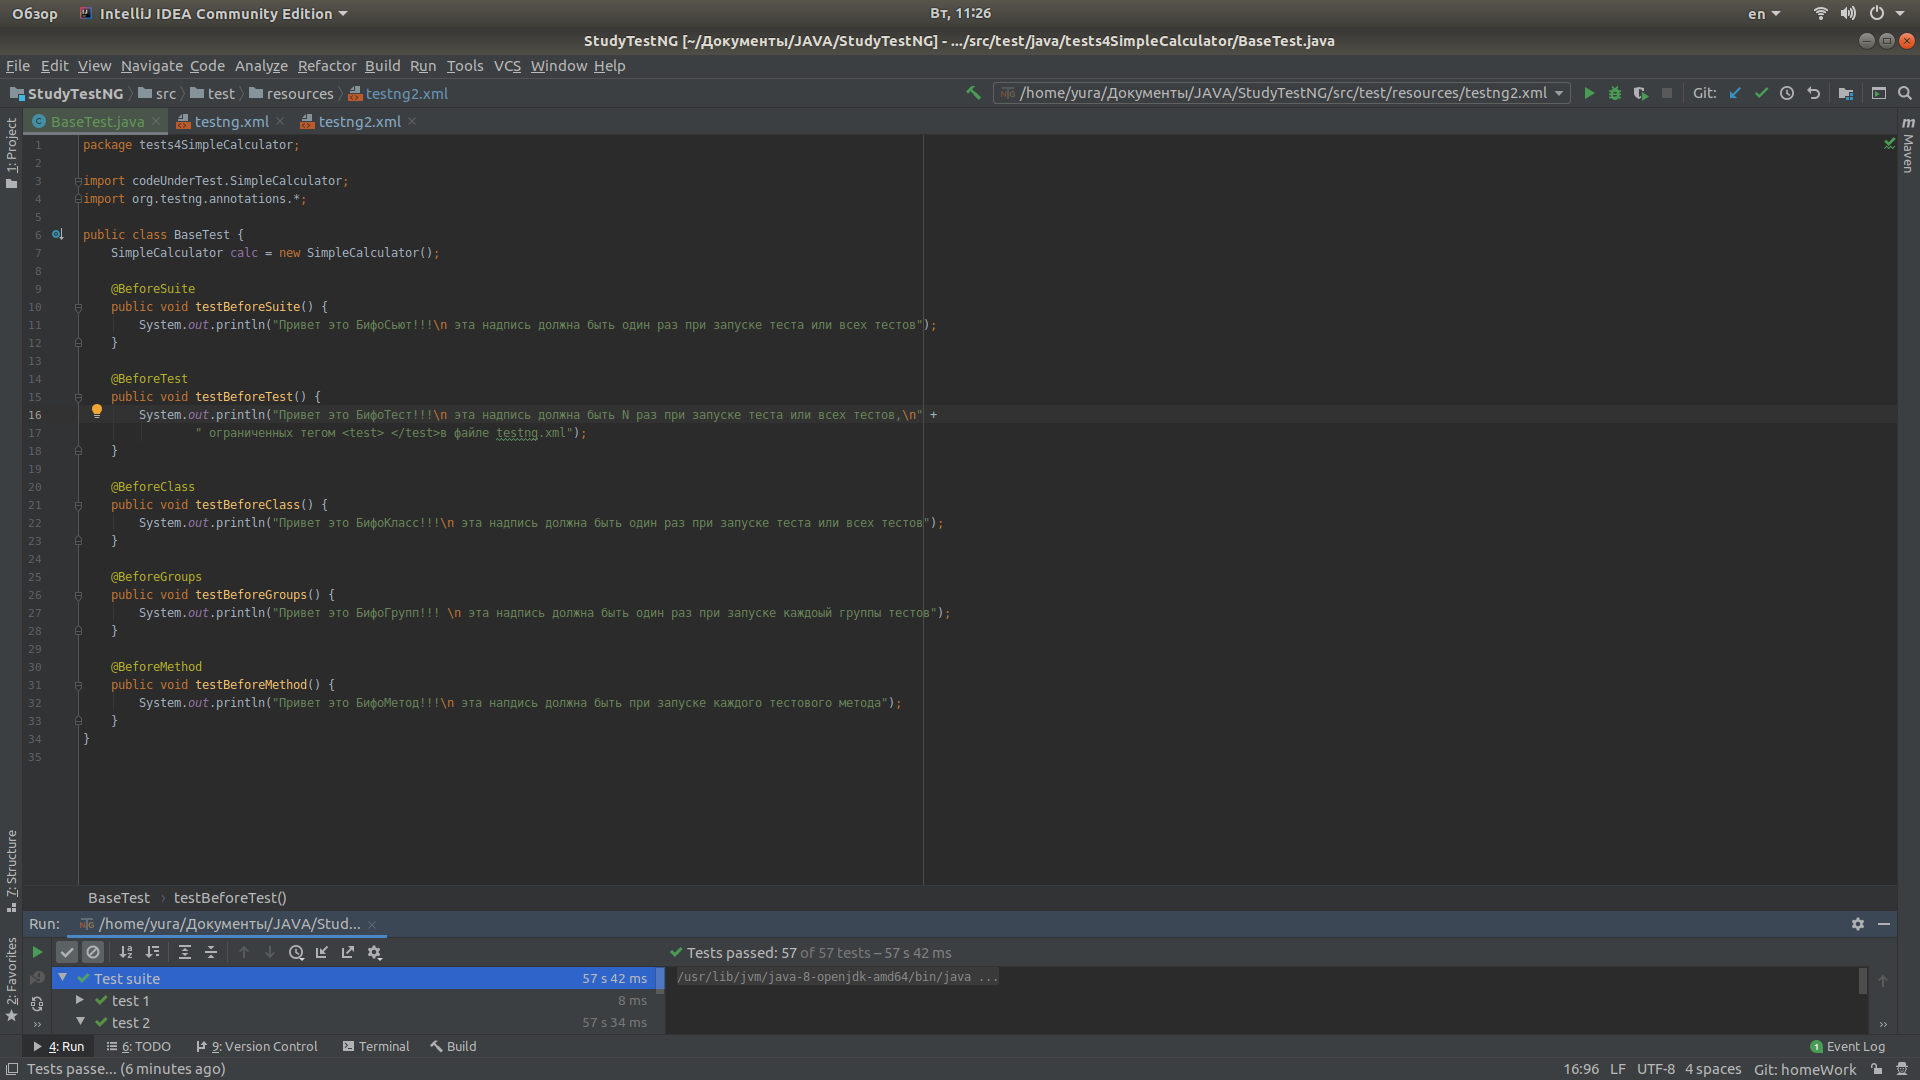 Обзор IntelliJ IDEA Community Edition Вт, 11:26 en
StudyTestNG [~/Документы/JAVA/StudyTestNG] - .../src/test/java/tests4SimpleCalculator/BaseTest.java
File Edit View Navigate Code Analyze Refactor Build Run Tools VCS Window Help
StudyTestNG src test resources testng2.xml /home/yura/Документы/JAVA/StudyTestNG/src/test/resources/testng2.xml Git:
BaseTest.java testng.xml testng2.xml
1: Project
Maven
1 package tests4SimpleCalculator;
2
3 import codeUnderTest.SimpleCalculator;
4 import org.testng.annotations.*;
5
6 public class BaseTest {
7 SimpleCalculator calc = new SimpleCalculator();
8
9 @BeforeSuite
10 public void testBeforeSuite() {
11 System.out.println("Привет это БифоСьют!!!\n эта надпись должна быть один раз при запуске теста или всех тестов");
12 }
13
14 @BeforeTest
15 public void testBeforeTest() {
16 System.out.println("Привет это БифоТест!!!\n эта надпись должна быть N раз при запуске теста или всех тестов,\n" +
17 " ограниченных тегом <test> </test>в файле testng.xml");
18 }
19
20 @BeforeClass
21 public void testBeforeClass() {
22 System.out.println("Привет это БифоКласс!!!\n эта надпись должна быть один раз при запуске теста или всех тестов");
23 }
24
25 @BeforeGroups
26 public void testBeforeGroups() {
27 System.out.println("Привет это БифоГрупп!!! \n эта надпись должна быть один раз при запуске каждоый группы тестов");
28 }
29
30 @BeforeMethod
31 public void testBeforeMethod() {
32 System.out.println("Привет это БифоМетод!!!\n эта напдись должна быть при запуске каждого тестового метода");
33 }
34 }
35
7: Structure
2: Favorites
BaseTest testBeforeTest()
Run: /home/yura/Документы/JAVA/Stud...
Tests passed: 57 of 57 tests – 57 s 42 ms
Test suite 57 s 42 ms /usr/lib/jvm/java-8-openjdk-amd64/bin/java ...
test 1 8 ms
test 2 57 s 34 ms
4: Run 6: TODO 9: Version Control Terminal Build 1 Event Log
Tests passe... (6 minutes ago) 16:96 LF UTF-8 4 spaces Git: homeWork